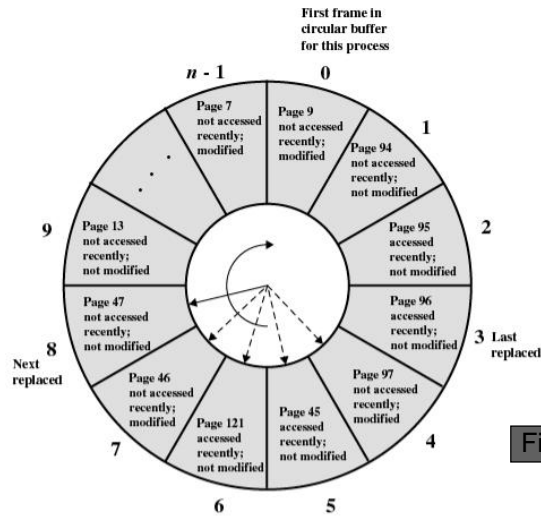 First frame in
circular buffer
for this process
n - 1
0
Page 7
not accessed
recently;
modified
Page 9
not accessed
recently;
modified
1
Page 94
not accessed
recently;
not modified
2
Page 95
accessed
recently;
not modified
3
Last
replaced
Page 96
accessed
recently;
not modified
4
Page 97
not accessed
recently;
modified
5
Page 45
accessed
recently;
not modified
6
Page 121
accessed
recently;
not modified
7
Page 46
not accessed
recently;
modified
8
Next
replaced
Page 47
not accessed
recently;
not modified
9
Page 13
not accessed
recently;
not modified
Fi